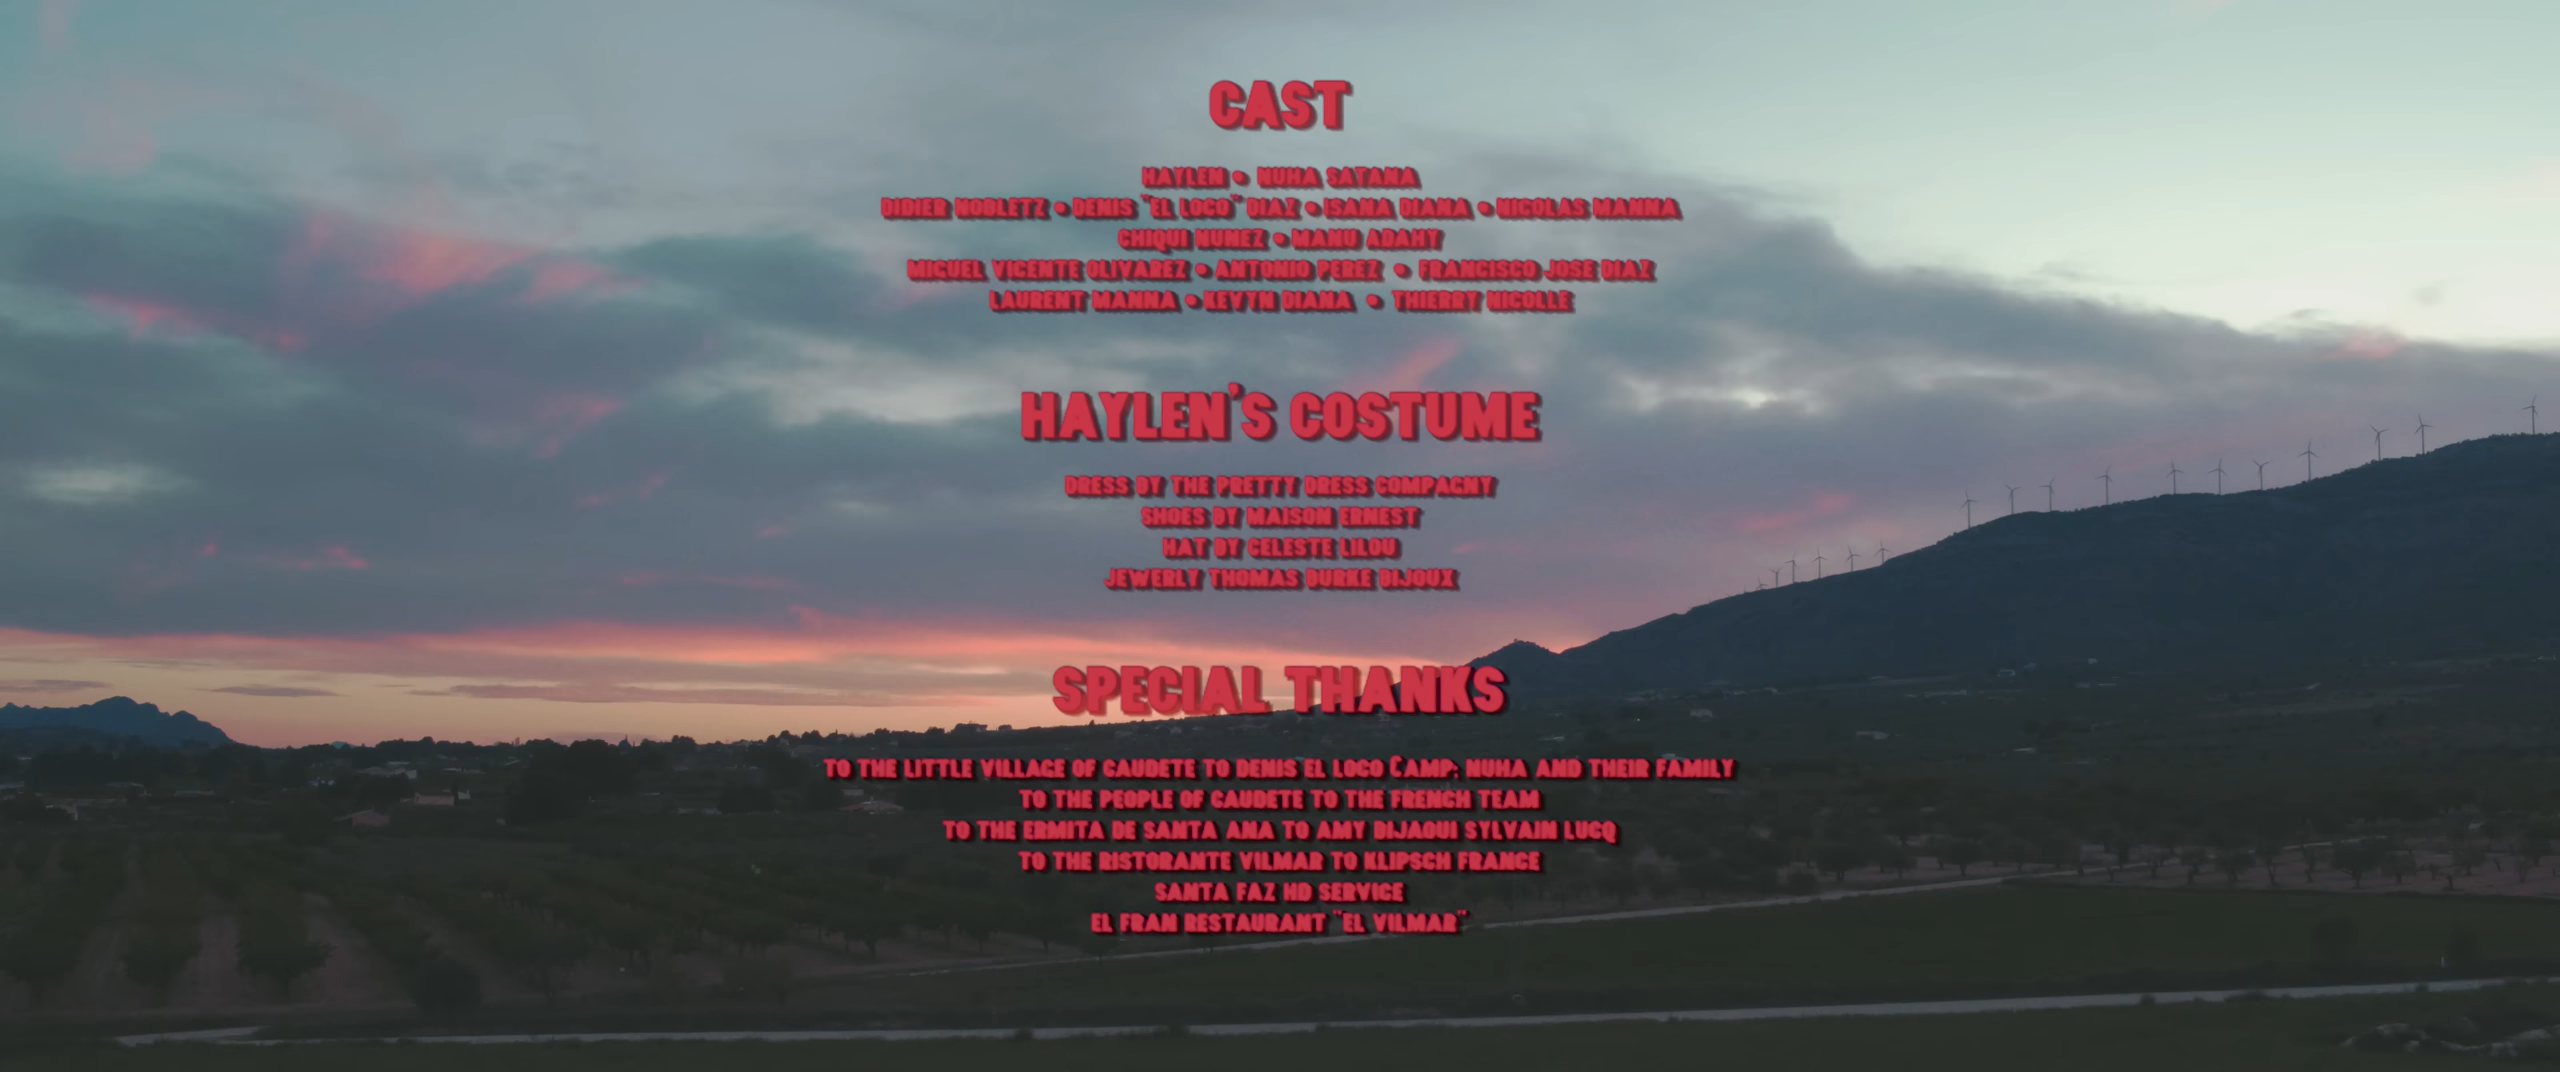 CAST
HAYLEN • NUHA SATANA
DIDIER NOBLETZ • DENIS "EL LOCO" DIAZ • ISANA DIANA • NICOLAS MANNA
CHIQUI NUNEZ • MANU ADAMY
MIGUEL VICENTE OLIVAREZ • ANTONIO PEREZ • FRANCISCO JOSE DIAZ
LAURENT MANNA • KEVYN DIANA • THIERRY NICOLLE
HAYLEN'S COSTUME
DRESS BY THE PRETTY DRESS COMPAGNY
SHOES BY MAISON ERNEST
HAT BY CELESTE LILOU
JEWERLY THOMAS BURKE BIJOUX
SPECIAL THANKS
TO THE LITTLE VILLAGE OF CAUDETE TO DENIS EL LOCO &AMP; NUHA AND THEIR FAMILY
TO THE PEOPLE OF CAUDETE TO THE FRENCH TEAM
TO THE ERMITA DE SANTA ANA TO AMY BIJAOUI SYLVAIN LUCQ
TO THE RISTORANTE VILMAR TO KLIPSCH FRANCE
SANTA FAZ HD SERVICE
EL FRAN RESTAURANT "EL VILMAR"